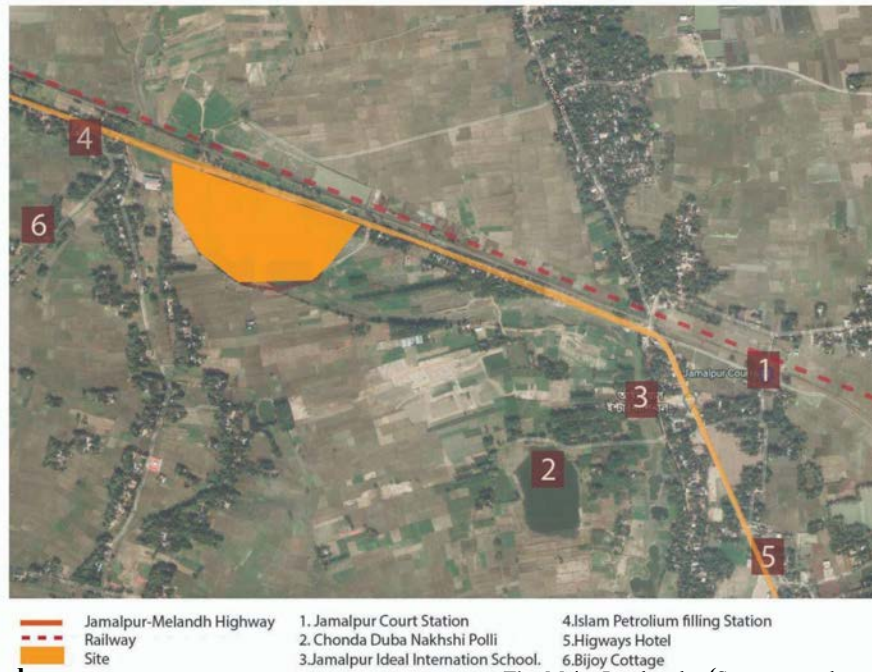 4
6
1
Jamalpur Cour
3
2
5
Jamalpur-Melandh Highway
Railway
Site
1. Jamalpur Court Station
2. Chonda Duba Nakhshi Polli
3.Jamalpur Ideal Internation School.
4.Islam Petrolium filling Station
5.Higways Hotel
6.Bijoy Cottage